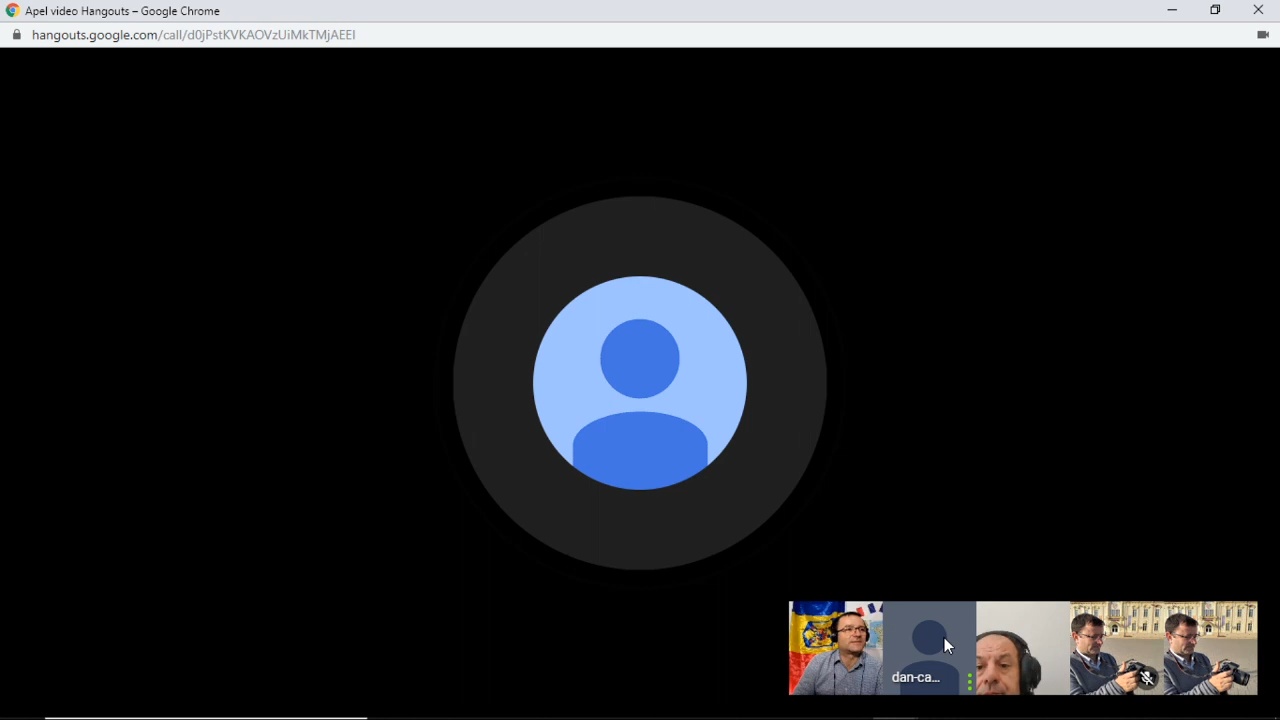 Apel video Hangouts – Google Chrome
hangouts.google.com/call/d0jPstKVKAOVzUiMkTMjAEEI
dan-ca...